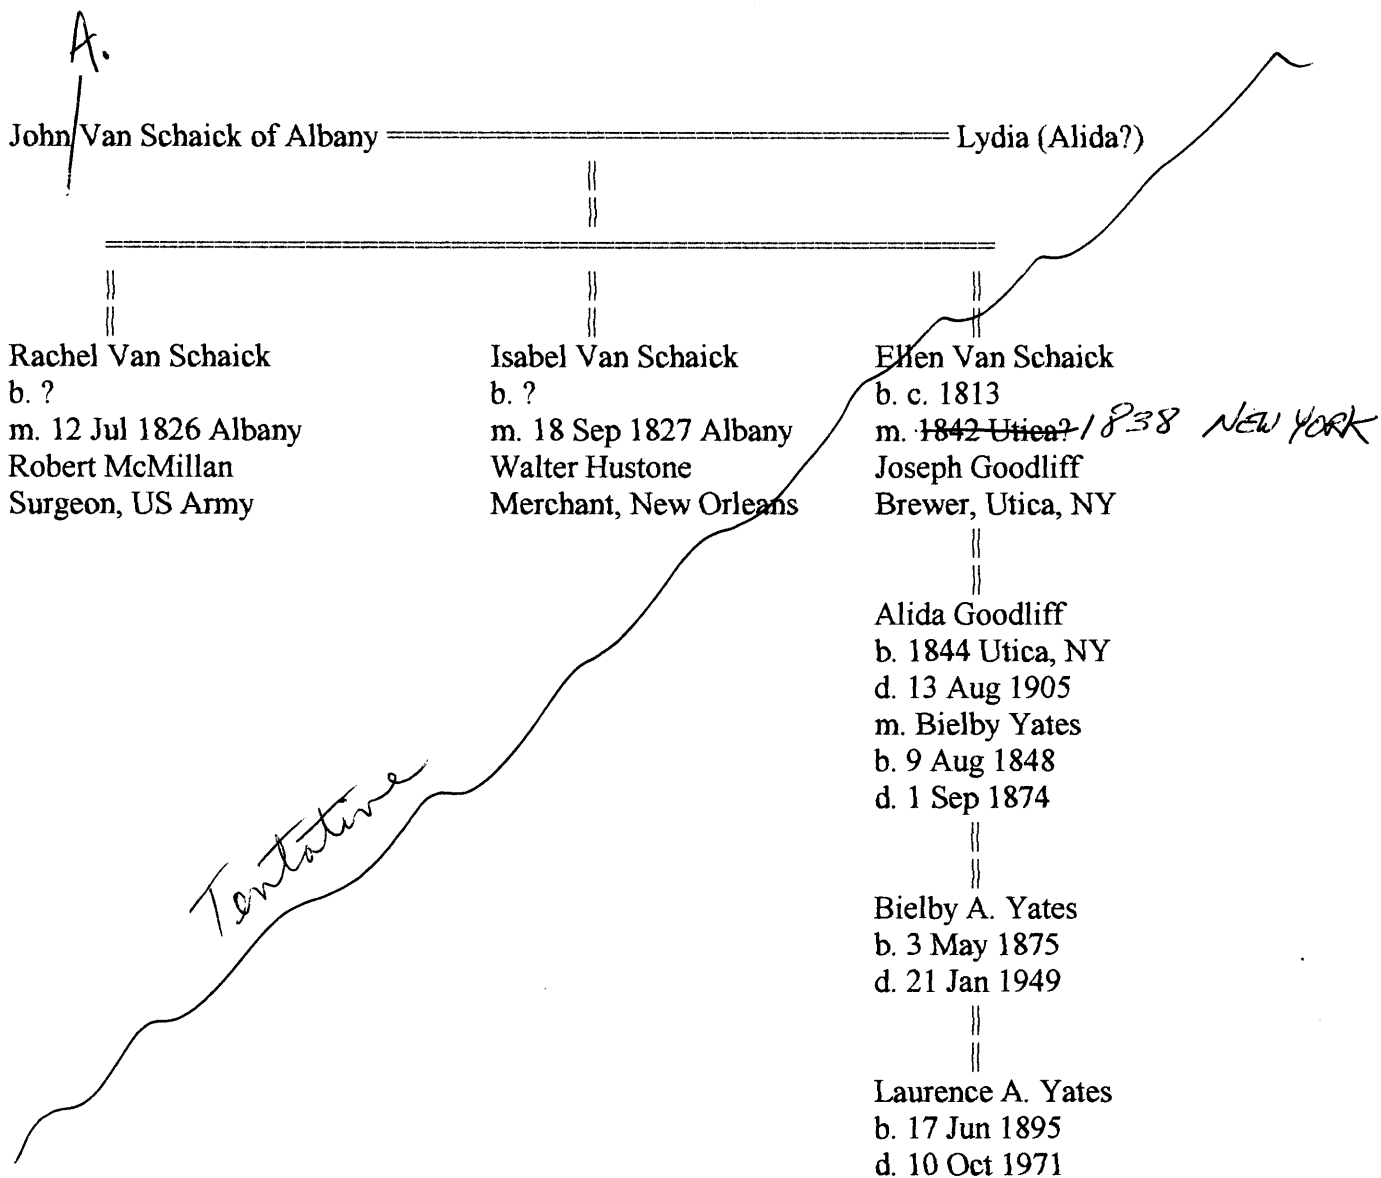 A.
John Van Schaick of Albany Lydia (Alida?)
Rachel Van Schaick
b. ?
m. 12 Jul 1826 Albany
Robert McMillan
Surgeon, US Army
Isabel Van Schaick
b. ?
m. 18 Sep 1827 Albany
Walter Hustone
Merchant, New Orleans
Ellen Van Schaick
b. c. 1813
m. 1842 Utica? 1838 NEW YORK
Joseph Goodliff
Brewer, Utica, NY
Alida Goodliff
b. 1844 Utica, NY
d. 13 Aug 1905
m. Bielby Yates
b. 9 Aug 1848
d. 1 Sep 1874
Tentative
Bielby A. Yates
b. 3 May 1875
d. 21 Jan 1949
Laurence A. Yates
b. 17 Jun 1895
d. 10 Oct 1971